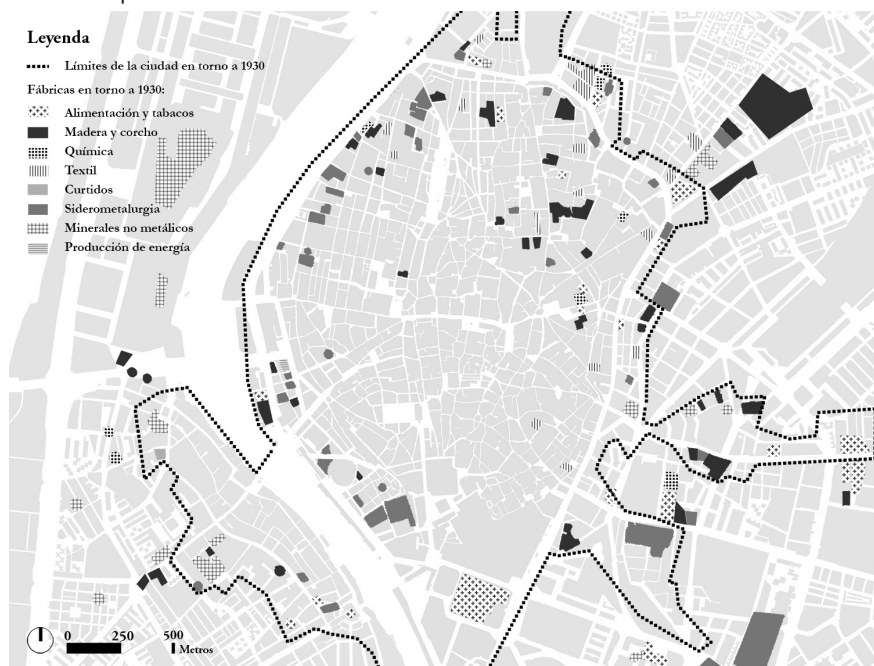 Leyenda
Límites de la ciudad en torno a 1930
Fábricas en torno a 1930:
Alimentación y tabacos
Madera y corcho
Química
Textil
Curtidos
Siderometalurgia
Minerales no metálicos
Producción de energía
0 250 500
Metros